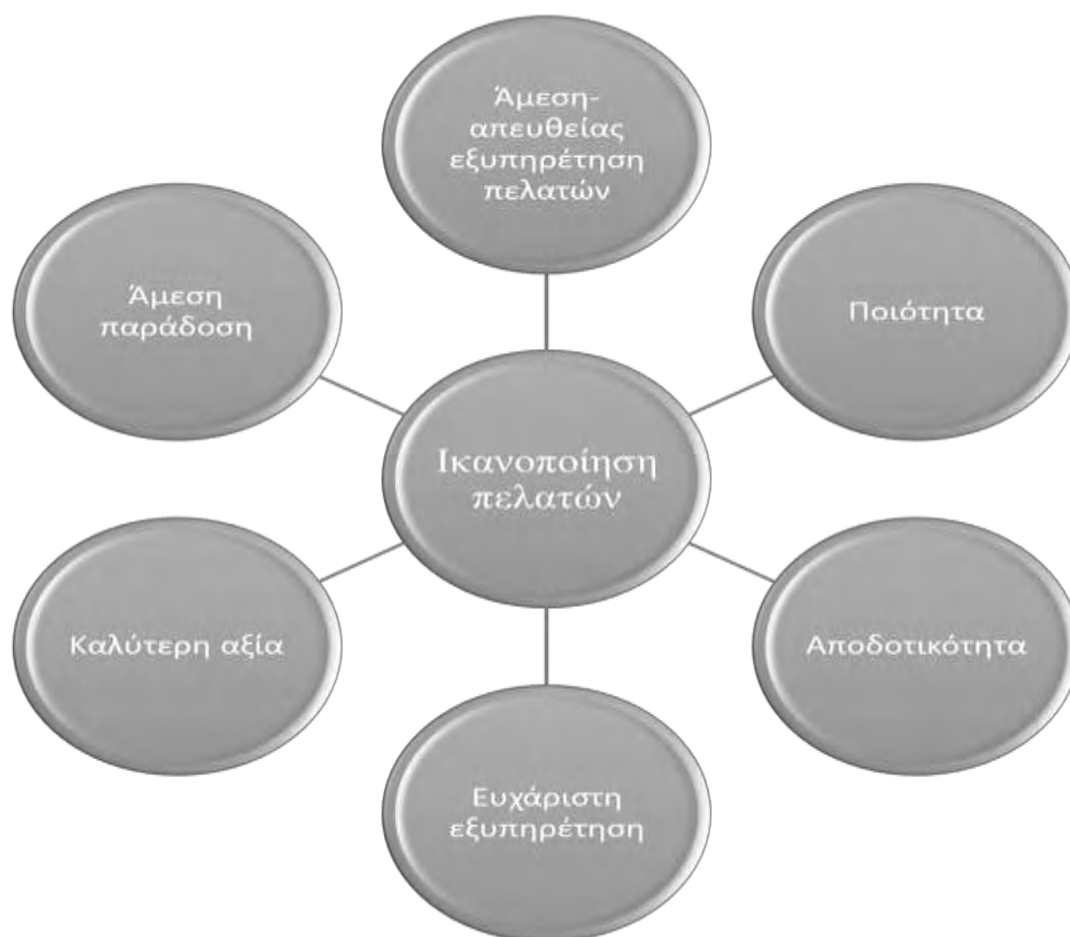 Άμεση-
απευθείας
εξυπηρέτηση
πελατών
Άμεση
παράδοση
Ποιότητα
Ικανοποίηση
πελατών
Καλύτερη αξία
Αποδοτικότητα
Ευχάριστη
εξυπηρέτηση